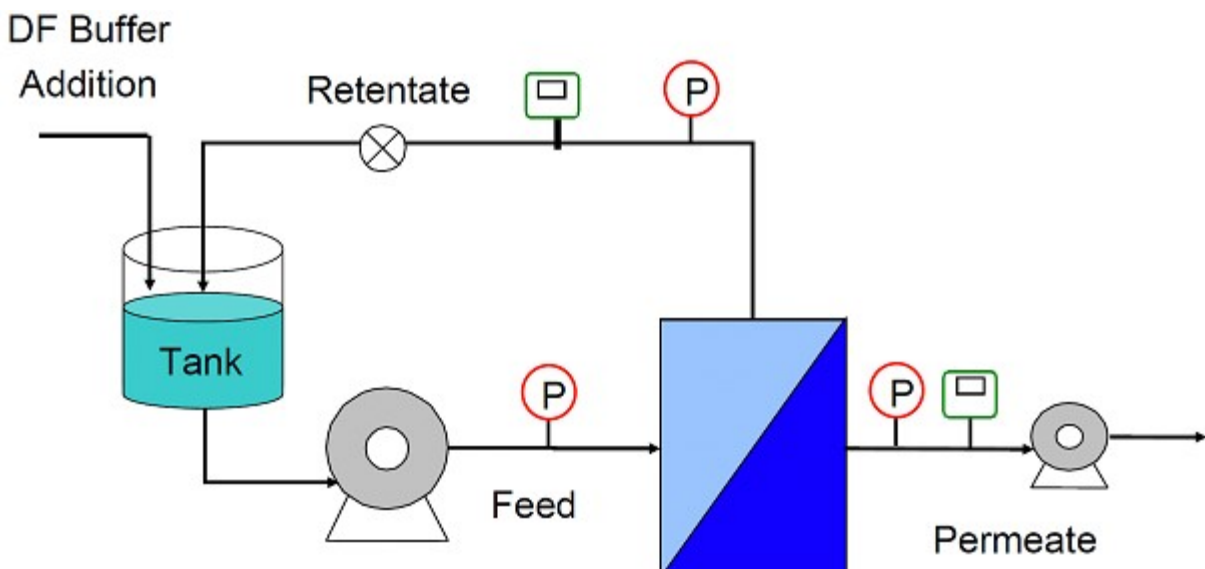 DF Buffer
Addition
Retentate
P
Tank
P
P
Feed
Permeate